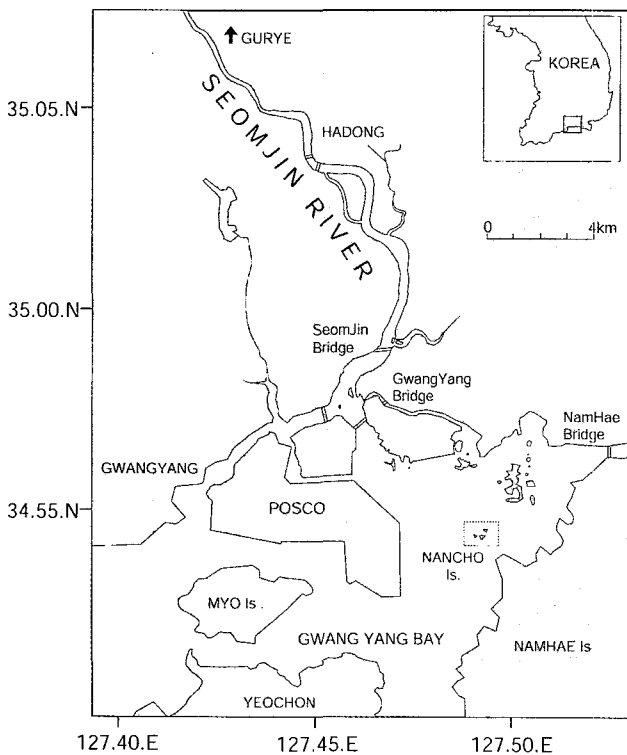 GURYE
KOREA
35.05.N
SEOMJIN RIVER
HADONG
0 4km
35.00.N
SeomJin
Bridge
GwangYang
Bridge
NamHae
Bridge
GWANGYANG
34.55.N
POSCO
NANCHO
Is.
MYO Is.
GWANG YANG BAY
NAMHAE Is
YEOCHON
127.40.E 127.45.E 127.50.E